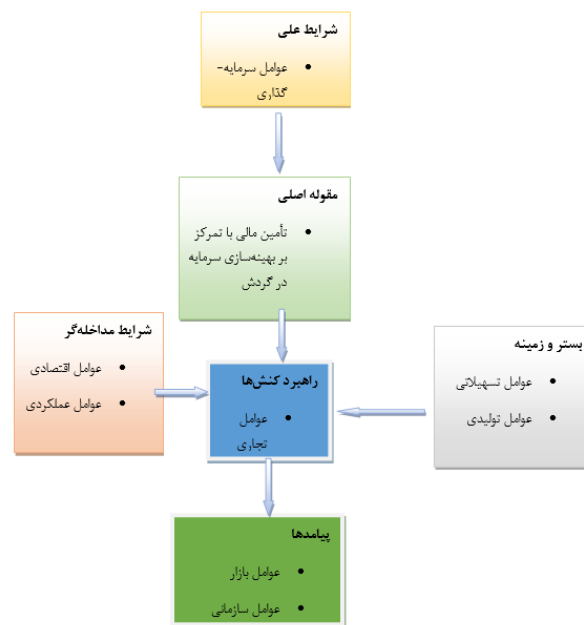 شرایط علی
• عوامل سرمایه-
گذاری
مقوله اصلی
• تأمین مالی با تمرکز
بر بهینه‌سازی سرمایه
در گردش
شرایط مداخله‌گر
• عوامل اقتصادی
• عوامل عملکردی
راهبرد کنش‌ها
• عوامل
تجاری
بستر و زمینه
• عوامل تسهیلاتی
• عوامل تولیدی
پیامدها
• عوامل بازار
• عوامل سازمانی